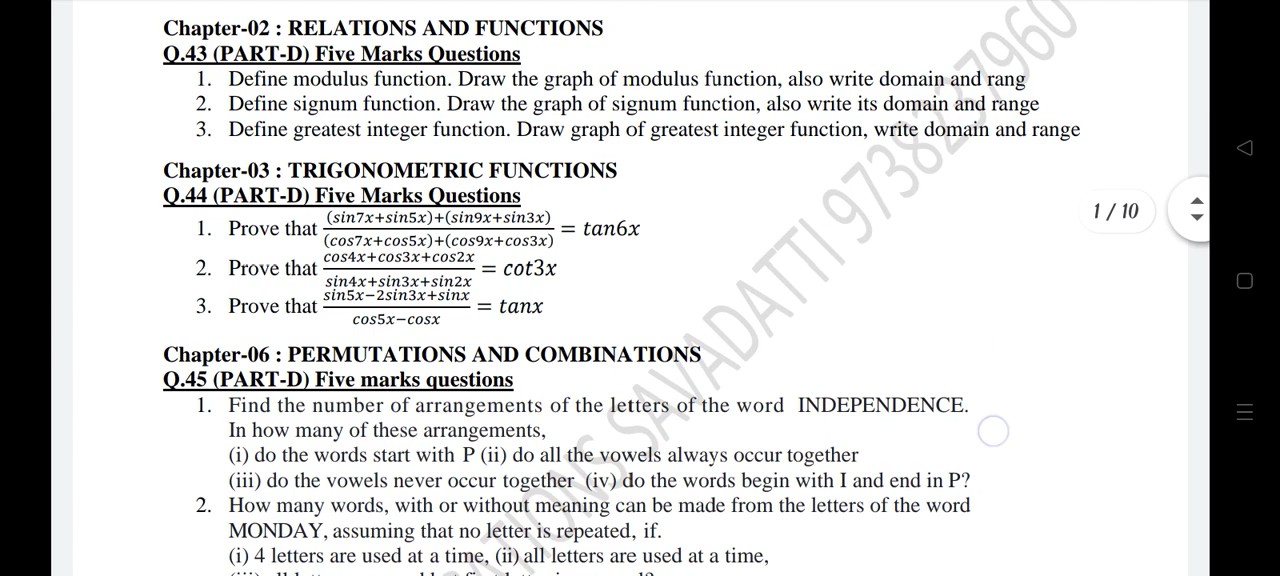 Chapter-02 : RELATIONS AND FUNCTIONS
Q.43 (PART-D) Five Marks Questions
1. Define modulus function. Draw the graph of modulus function, also write domain and rang
2. Define signum function. Draw the graph of signum function, also write its domain and range
3. Define greatest integer function. Draw graph of greatest integer function, write domain and range
Chapter-03 : TRIGONOMETRIC FUNCTIONS
Q.44 (PART-D) Five Marks Questions
1. Prove that (sin7x+sin5x)+(sin9x+sin3x)/(cos7x+cos5x)+(cos9x+cos3x) = tan6x
2. Prove that cos4x+cos3x+cos2x/sin4x+sin3x+sin2x = cot3x
3. Prove that sin5x−2sin3x+sinx/cos5x−cosx = tanx
Chapter-06 : PERMUTATIONS AND COMBINATIONS
Q.45 (PART-D) Five marks questions
1. Find the number of arrangements of the letters of the word INDEPENDENCE.
In how many of these arrangements,
(i) do the words start with P (ii) do all the vowels always occur together
(iii) do the vowels never occur together (iv) do the words begin with I and end in P?
2. How many words, with or without meaning can be made from the letters of the word
MONDAY, assuming that no letter is repeated, if.
(i) 4 letters are used at a time, (ii) all letters are used at a time,
1 / 10
SAVADATTI 9738237960